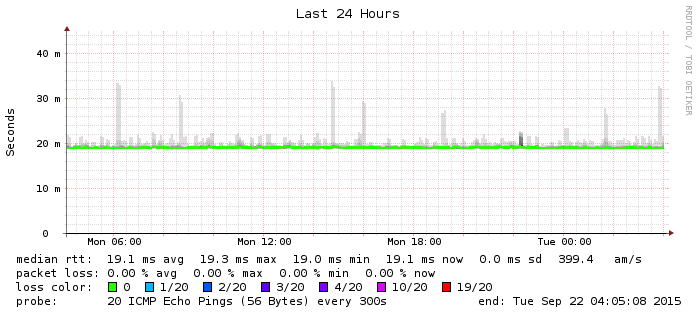 Last 24 Hours
RRDTOOL / TOBI OETIKER
Seconds
40 m
30 m
20 m
10 m
0
Mon 06:00 Mon 12:00 Mon 18:00 Tue 00:00
median rtt: 19.1 ms avg 19.3 ms max 19.0 ms min 19.1 ms now 0.0 ms sd 399.4 am/s
packet loss: 0.00 % avg 0.00 % max 0.00 % min 0.00 % now
loss color: 0 1/20 2/20 3/20 4/20 10/20 19/20
probe: 20 ICMP Echo Pings (56 Bytes) every 300s end: Tue Sep 22 04:05:08 2015